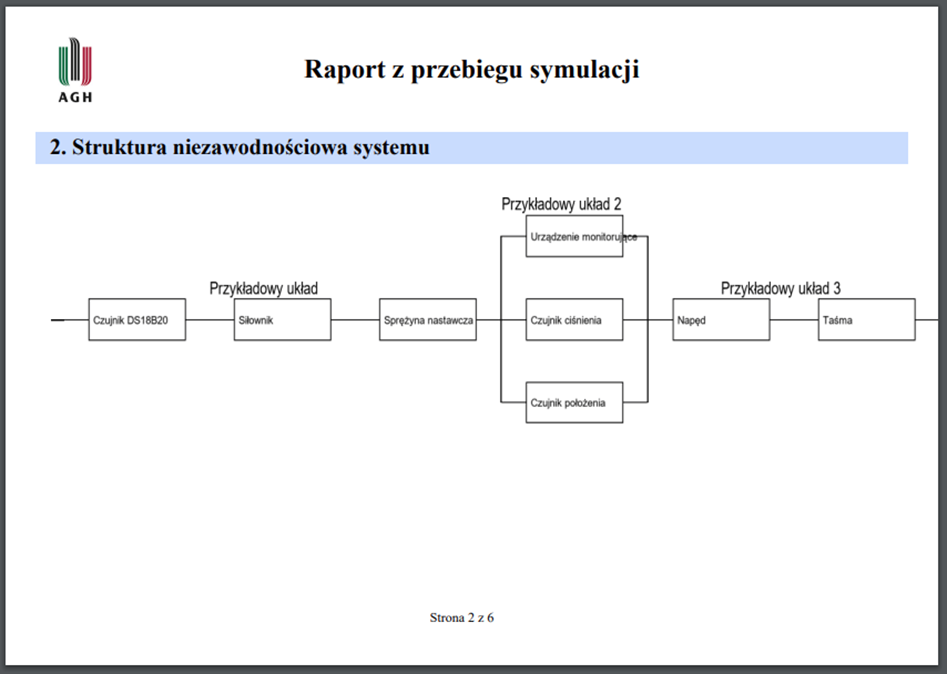 AGH
Raport z przebiegu symulacji
2. Struktura niezawodnościowa systemu
Przykładowy układ 2
Urządzenie monitorujące
Przykładowy układ
Przykładowy układ 3
Czujnik DS18B20
Siłownik
Sprężyna nastawcza
Czujnik ciśnienia
Napęd
Taśma
Czujnik położenia
Strona 2 z 6